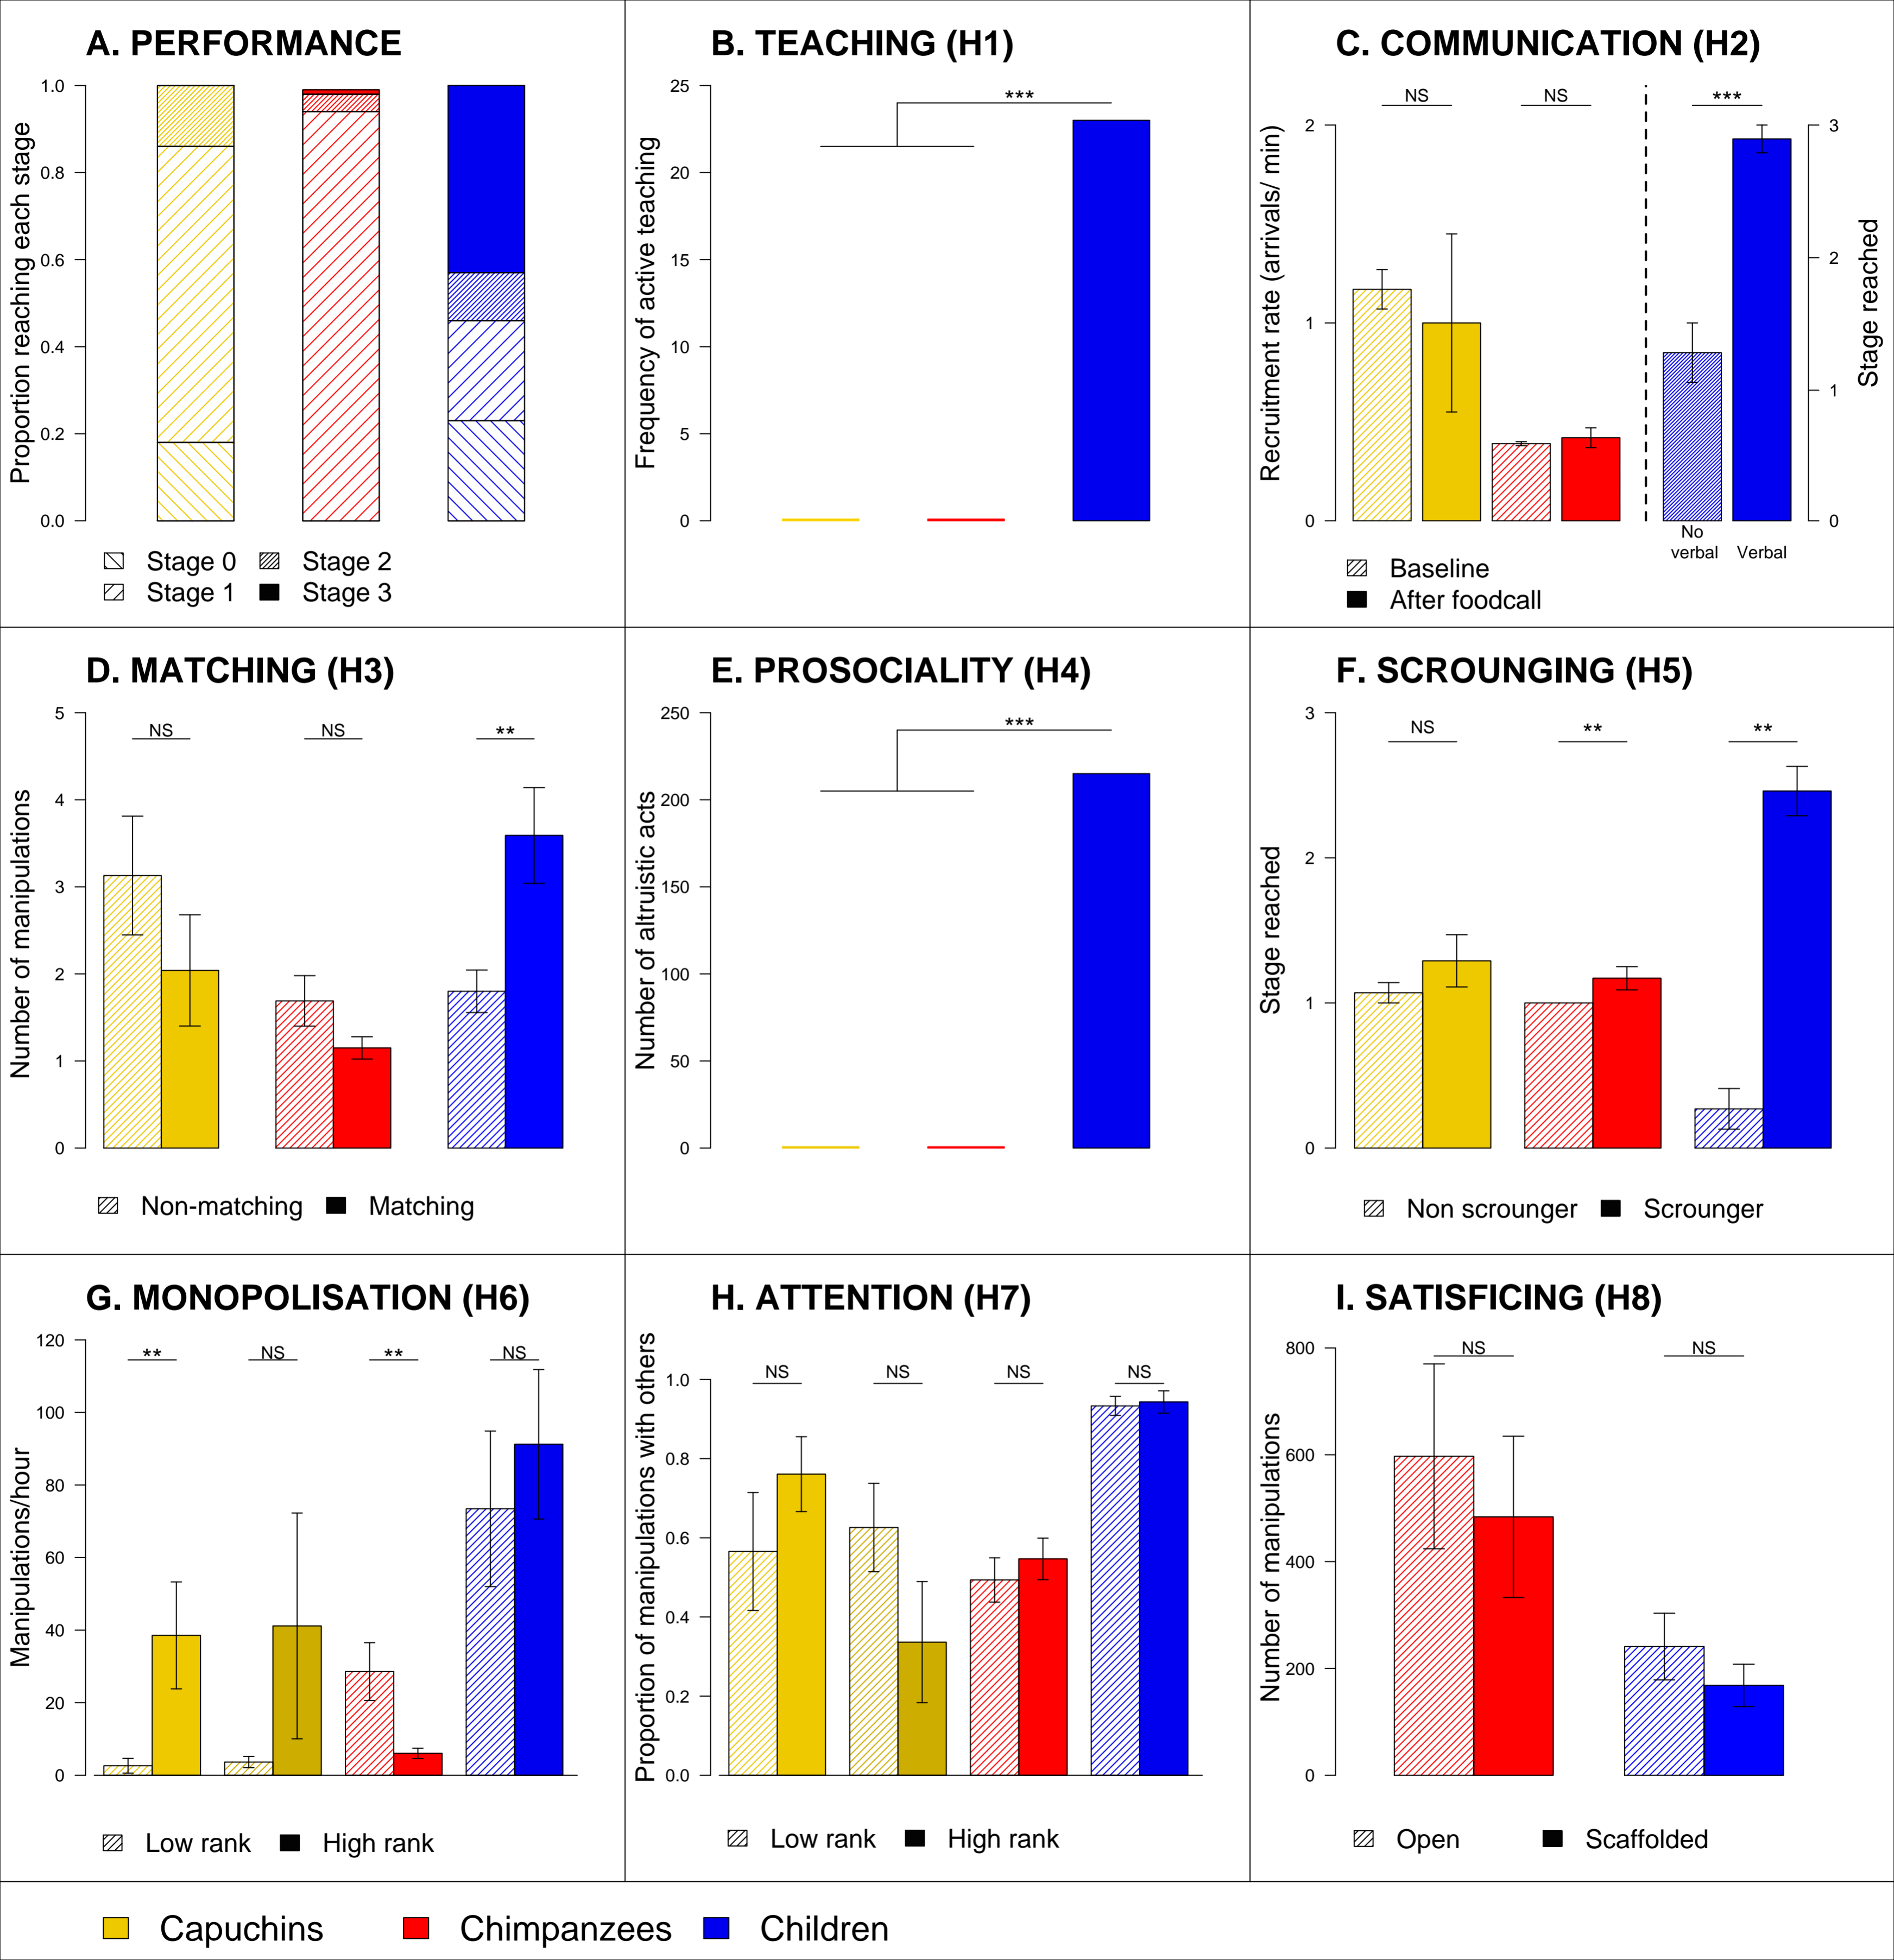 A. PERFORMANCE
Proportion reaching each stage
1.0
0.8
0.6
0.4
0.2
0.0
Stage 0
Stage 2
Stage 1
Stage 3
B. TEACHING (H1)
Frequency of active teaching
25
20
15
10
5
0
***
C. COMMUNICATION (H2)
Recruitment rate (arrivals/ min)
2
1
0
NS
NS
***
3
2
1
0
Stage reached
No
verbal
Verbal
Baseline
After foodcall
D. MATCHING (H3)
Number of manipulations
5
4
3
2
1
0
NS
NS
**
Non-matching
Matching
E. PROSOCIALITY (H4)
Number of altruistic acts
250
200
150
100
50
0
***
F. SCROUNGING (H5)
Stage reached
3
2
1
0
NS
**
**
Non scrounger
Scrounger
G. MONOPOLISATION (H6)
Manipulations/hour
120
100
80
60
40
20
0
**
NS
**
NS
Low rank
High rank
H. ATTENTION (H7)
Proportion of manipulations with others
1.0
0.8
0.6
0.4
0.2
0.0
NS
NS
NS
NS
Low rank
High rank
I. SATISFICING (H8)
Number of manipulations
800
600
400
200
0
NS
NS
Open
Scaffolded
Capuchins
Chimpanzees
Children